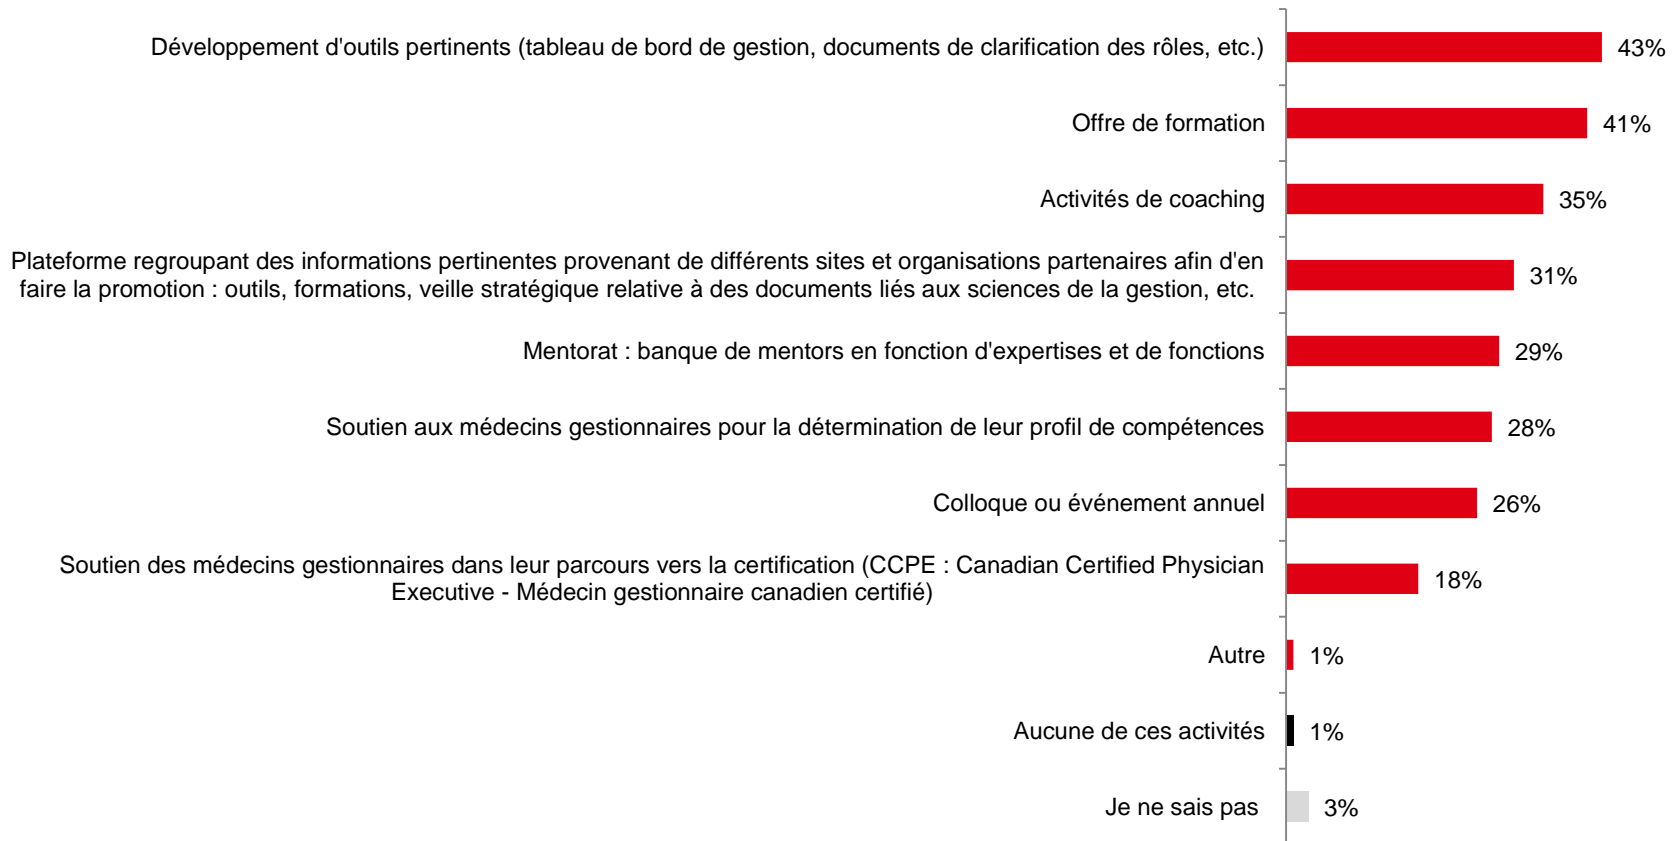 Développement d'outils pertinents (tableau de bord de gestion, documents de clarification des rôles, etc.) 43%
Offre de formation 41%
Activités de coaching 35%
Plateforme regroupant des informations pertinentes provenant de différents sites et organisations partenaires afin d'en
faire la promotion : outils, formations, veille stratégique relative à des documents liés aux sciences de la gestion, etc. 31%
Mentorat : banque de mentors en fonction d'expertises et de fonctions 29%
Soutien aux médecins gestionnaires pour la détermination de leur profil de compétences 28%
Colloque ou événement annuel 26%
Soutien des médecins gestionnaires dans leur parcours vers la certification (CCPE : Canadian Certified Physician
Executive - Médecin gestionnaire canadien certifié) 18%
Autre 1%
Aucune de ces activités 1%
Je ne sais pas 3%